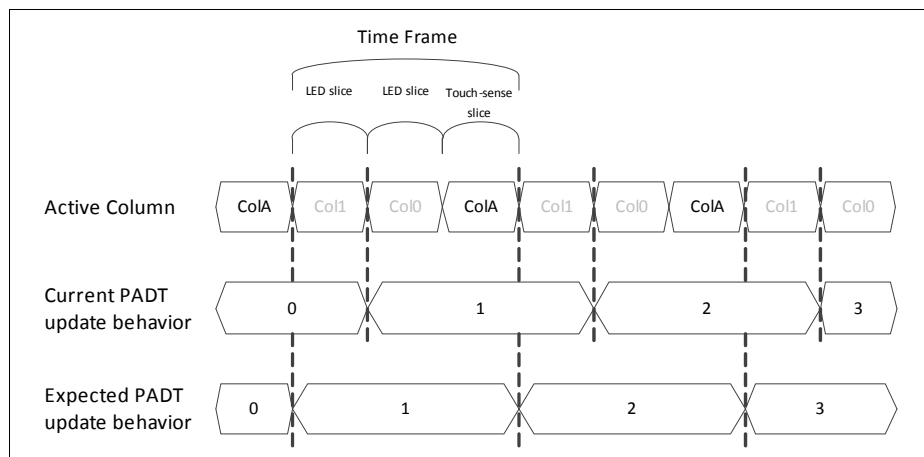 Time Frame
LED slice LED slice Touch-sense
slice
Active Column ColA Col1 Col0 ColA Col1 Col0 ColA Col1 Col0
Current PADT
update behavior 0 1 2 3
Expected PADT
update behavior 0 1 2 3